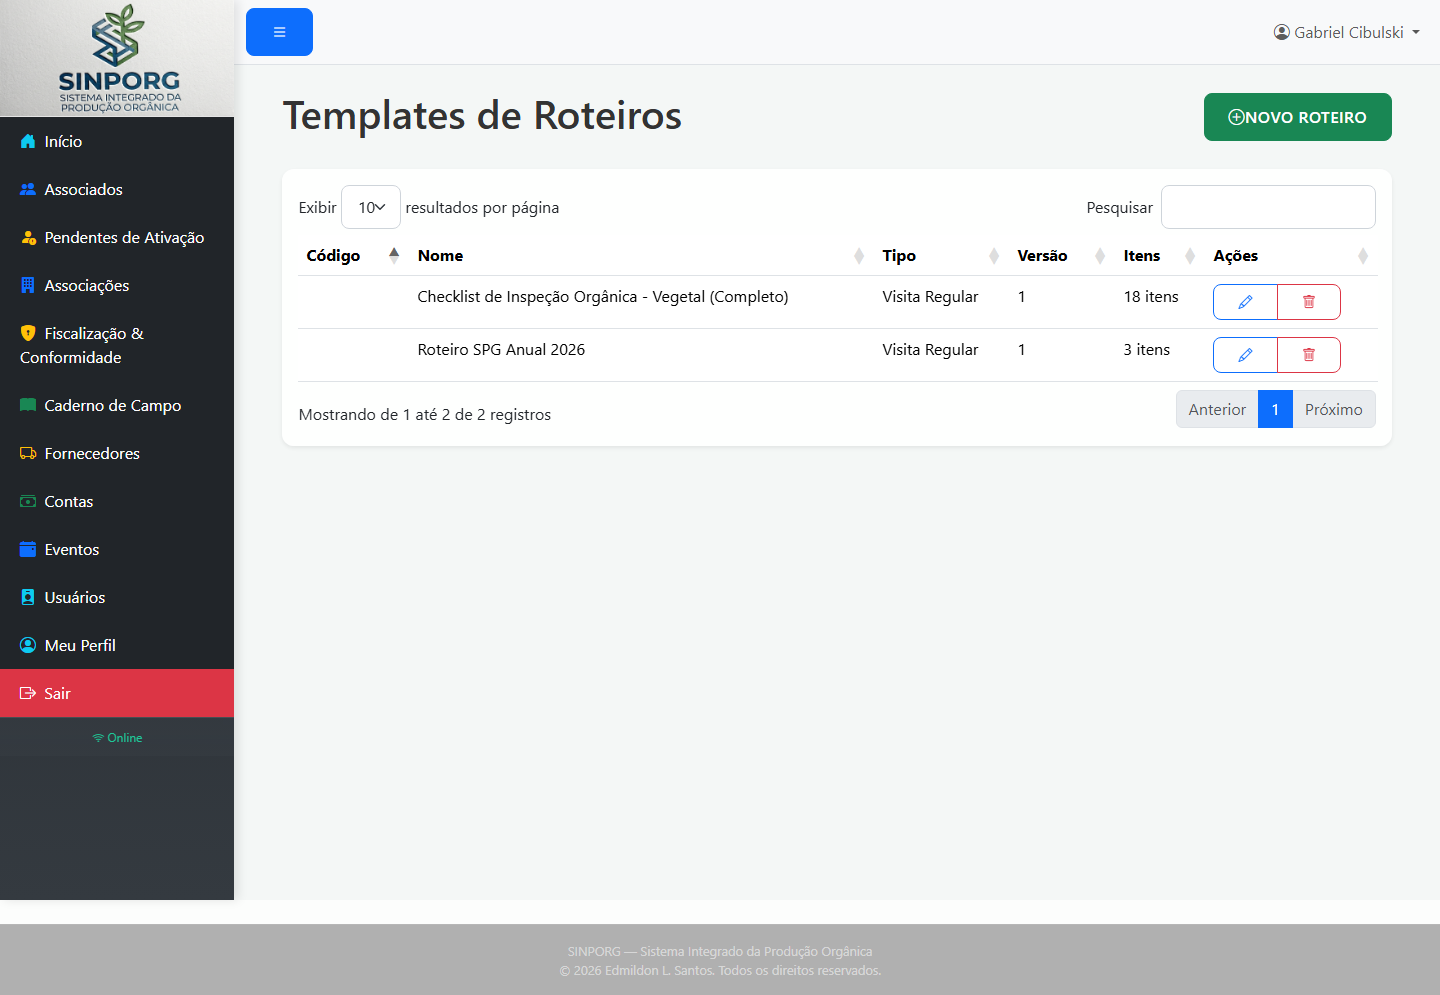 SINPORG
SISTEMA INTEGRADO DA
PRODUÇÃO ORGÂNICA
Gabriel Cibulski
Início
Associados
Pendentes de Ativação
Associações
Fiscalização &
Conformidade
Caderno de Campo
Fornecedores
Contas
Eventos
Usuários
Meu Perfil
Sair
Online
Templates de Roteiros
NOVO ROTEIRO
Exibir 10 resultados por página
Pesquisar
Código Nome Tipo Versão Itens Ações
Checklist de Inspeção Orgânica - Vegetal (Completo) Visita Regular 1 18 itens
Roteiro SPG Anual 2026 Visita Regular 1 3 itens
Mostrando de 1 até 2 de 2 registros
Anterior 1 Próximo
SINPORG — Sistema Integrado da Produção Orgânica
© 2026 Edmildon L. Santos. Todos os direitos reservados.